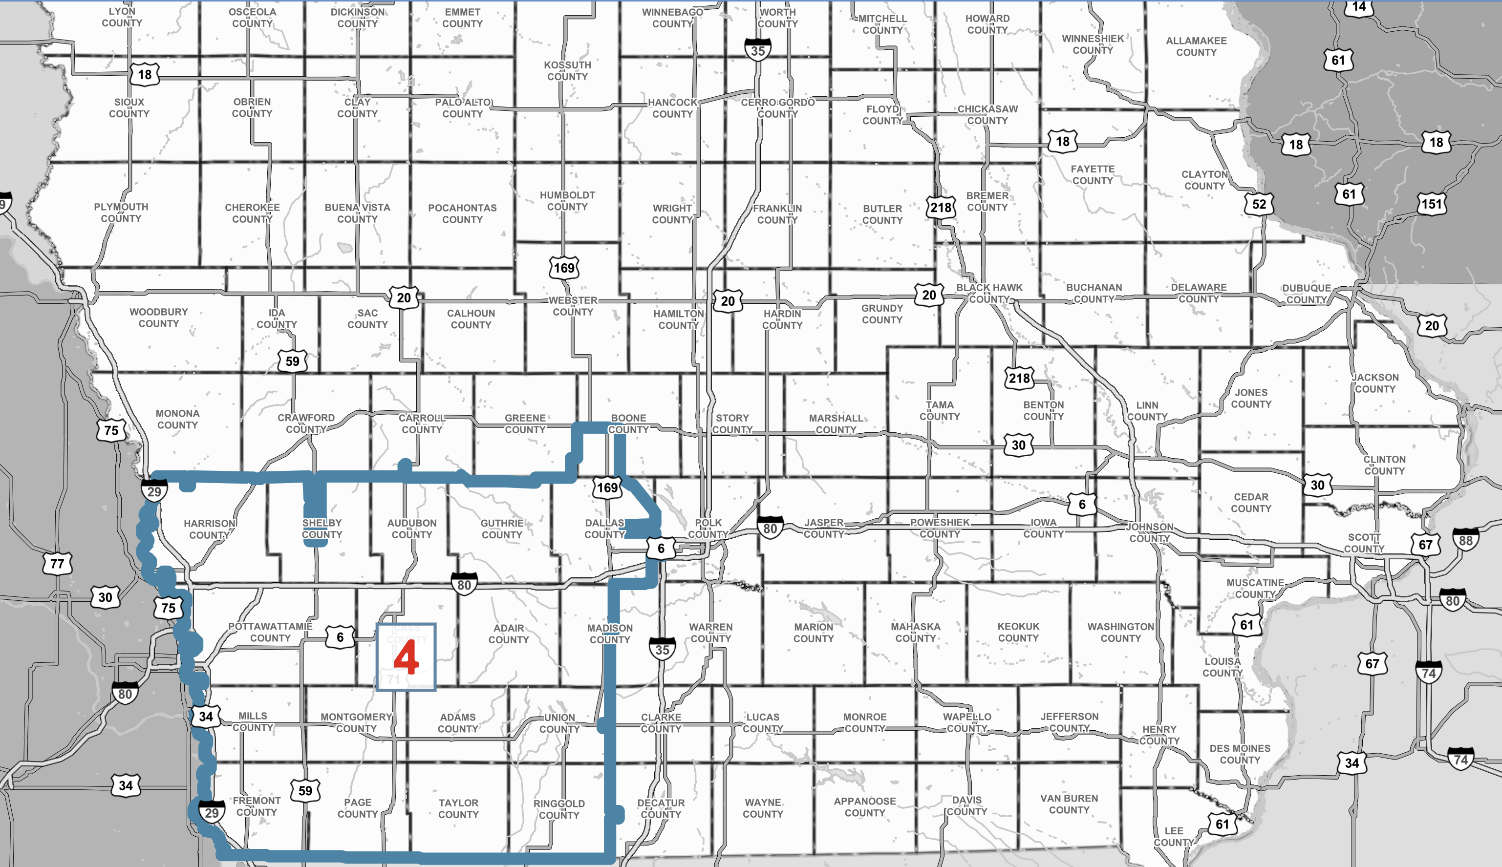 LYON
COUNTY
OSCEOLA
COUNTY
DICKINSON
COUNTY
EMMET
COUNTY
WINNEBAGO
COUNTY
WORTH
COUNTY
MITCHELL
COUNTY
HOWARD
COUNTY
WINNESHIEK
COUNTY
ALLAMAKEE
COUNTY
14
35
61
18
KOSSUTH
COUNTY
SIOUX
COUNTY
OBRIEN
COUNTY
CLAY
COUNTY
PALO ALTO
COUNTY
HANCOCK
COUNTY
CERRO GORDO
COUNTY
FLOYD
COUNTY
CHICKASAW
COUNTY
18
18
18
FAYETTE
COUNTY
CLAYTON
COUNTY
PLYMOUTH
COUNTY
CHEROKEE
COUNTY
BUENA VISTA
COUNTY
POCAHONTAS
COUNTY
HUMBOLDT
COUNTY
WRIGHT
COUNTY
FRANKLIN
COUNTY
BUTLER
COUNTY
218
BREMER
COUNTY
52
61
151
169
WOODBURY
COUNTY
IDA
COUNTY
SAC
COUNTY
20
CALHOUN
COUNTY
WEBSTER
COUNTY
HAMILTON
COUNTY
20
HARDIN
COUNTY
GRUNDY
COUNTY
20
BLACK HAWK
COUNTY
BUCHANAN
COUNTY
DELAWARE
COUNTY
DUBUQUE
COUNTY
20
59
218
MONONA
COUNTY
CRAWFORD
COUNTY
CARROLL
COUNTY
GREENE
COUNTY
BOONE
COUNTY
STORY
COUNTY
MARSHALL
COUNTY
TAMA
COUNTY
BENTON
COUNTY
LINN
COUNTY
JONES
COUNTY
JACKSON
COUNTY
75
30
CLINTON
COUNTY
30
29
169
HARRISON
COUNTY
SHELBY
COUNTY
AUDUBON
COUNTY
GUTHRIE
COUNTY
DALLAS
COUNTY
POLK
COUNTY
80
JASPER
COUNTY
POWESHIEK
COUNTY
IOWA
COUNTY
6
JOHNSON
COUNTY
CEDAR
COUNTY
SCOTT
COUNTY
67
88
6
77
30
75
80
MUSCATINE
COUNTY
80
61
POTTAWATTAMIE
COUNTY
6
COUNTY
4
71
ADAIR
COUNTY
MADISON
COUNTY
35
WARREN
COUNTY
MARION
COUNTY
MAHASKA
COUNTY
KEOKUK
COUNTY
WASHINGTON
COUNTY
LOUISA
COUNTY
67
74
80
34
MILLS
COUNTY
MONTGOMERY
COUNTY
ADAMS
COUNTY
UNION
COUNTY
CLARKE
COUNTY
LUCAS
COUNTY
MONROE
COUNTY
WAPELLO
COUNTY
JEFFERSON
COUNTY
HENRY
COUNTY
DES MOINES
COUNTY
34
74
34
29
FREMONT
COUNTY
59
PAGE
COUNTY
TAYLOR
COUNTY
RINGGOLD
COUNTY
DECATUR
COUNTY
WAYNE
COUNTY
APPANOOSE
COUNTY
DAVIS
COUNTY
VAN BUREN
COUNTY
LEE
COUNTY
61